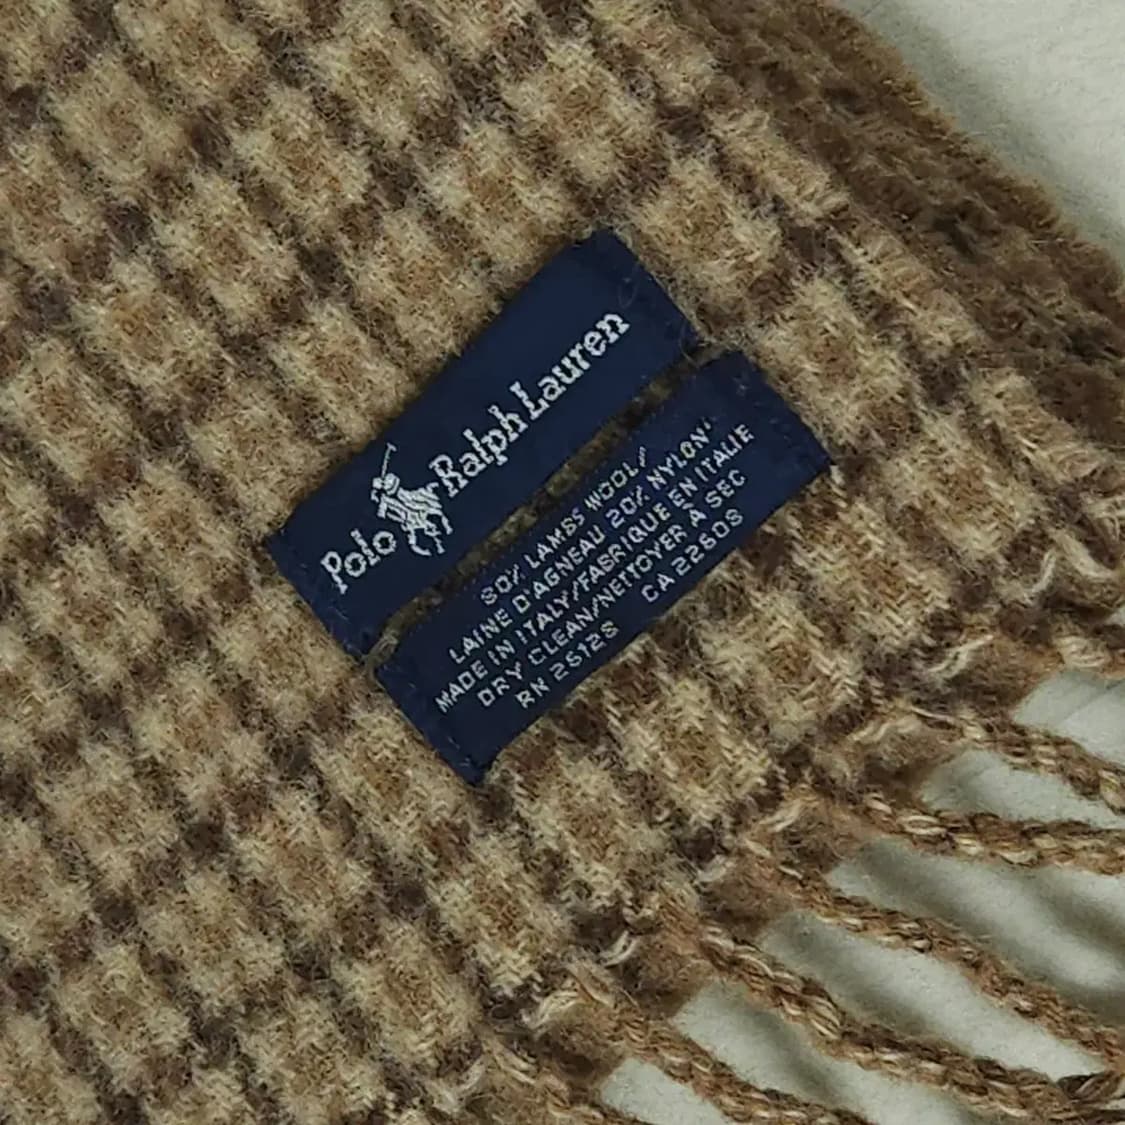 Polo Ralph Lauren
80% LAMBS WOOL/
LAINE D'AGNEAU 20% NYLON
MADE IN ITALY/FABRIQUE EN ITALIE
DRY CLEAN/NETTOYER À SEC
RN 26128 CA 22608